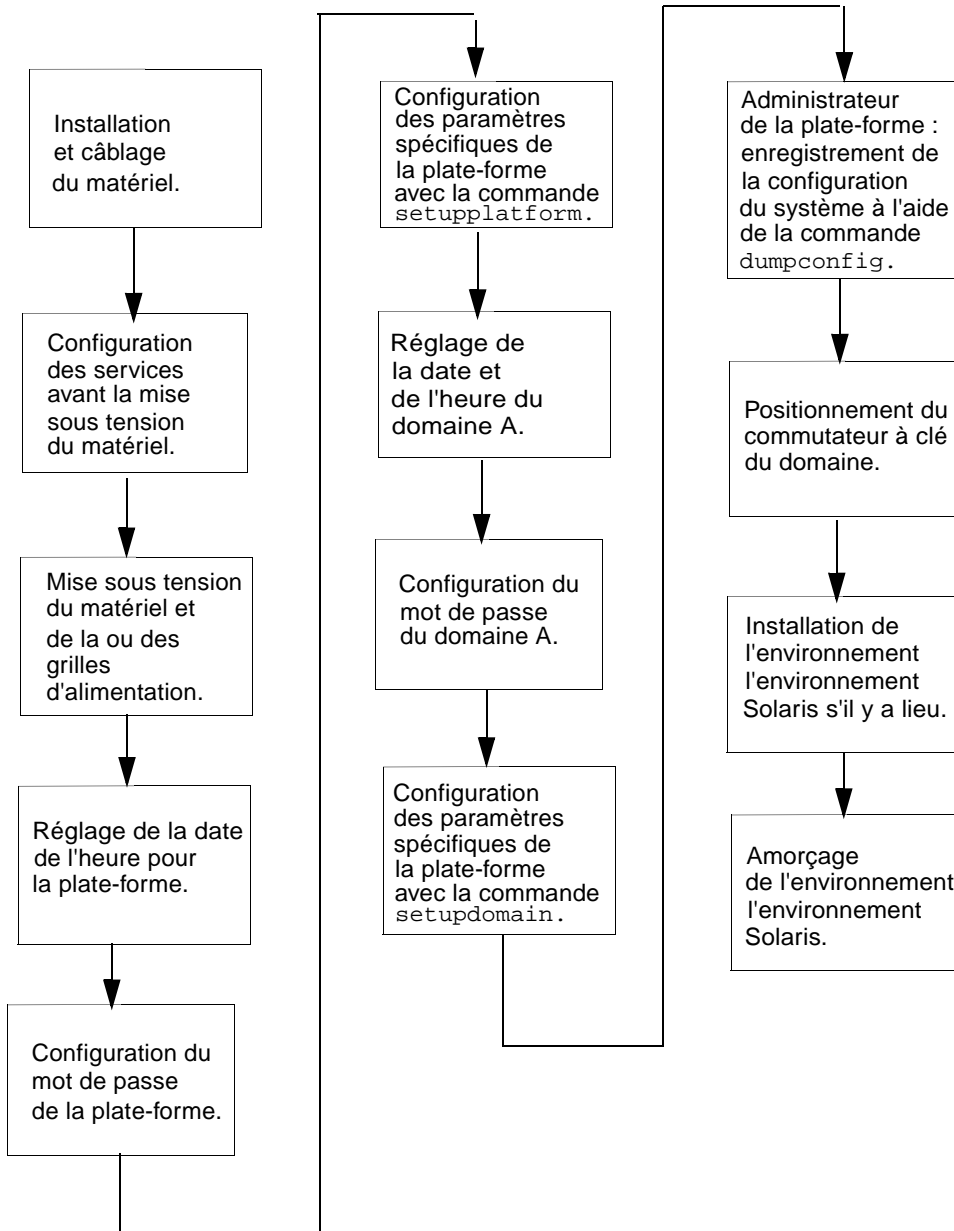 Installation
et câblage
du matériel.
Configuration
des services
avant la mise
sous tension
du matériel.
Mise sous tension
du matériel et
de la ou des
grilles
d'alimentation.
Réglage de la date
de l'heure pour
la plate-forme.
Configuration du
mot de passe
de la plate-forme.
Configuration
des paramètres
spécifiques de
la plate-forme
avec la commande
setupplatform.
Réglage de
la date et
de l'heure du
domaine A.
Configuration du
mot de passe
du domaine A.
Configuration
des paramètres
spécifiques de
la plate-forme
avec la commande
setupdomain.
Administrateur
de la plate-forme :
enregistrement de
la configuration
du système à l'aide
de la commande
dumpconfig.
Positionnement du
commutateur à clé
du domaine.
Installation de
l'environnement
l'environnement
Solaris s'il y a lieu.
Amorçage
de l'environnement
l'environnement
Solaris.